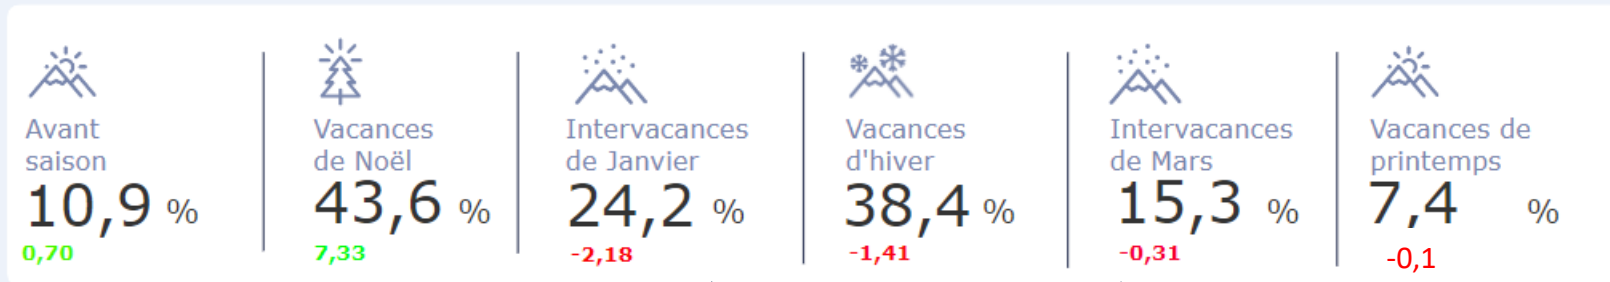 Avant
saison
10,9 %
0,70
Vacances
de Noël
43,6 %
7,33
Intervacances
de Janvier
24,2 %
-2,18
Vacances
d'hiver
38,4 %
-1,41
Intervacances
de Mars
15,3 %
-0,31
Vacances de
printemps
7,4 %
-0,1